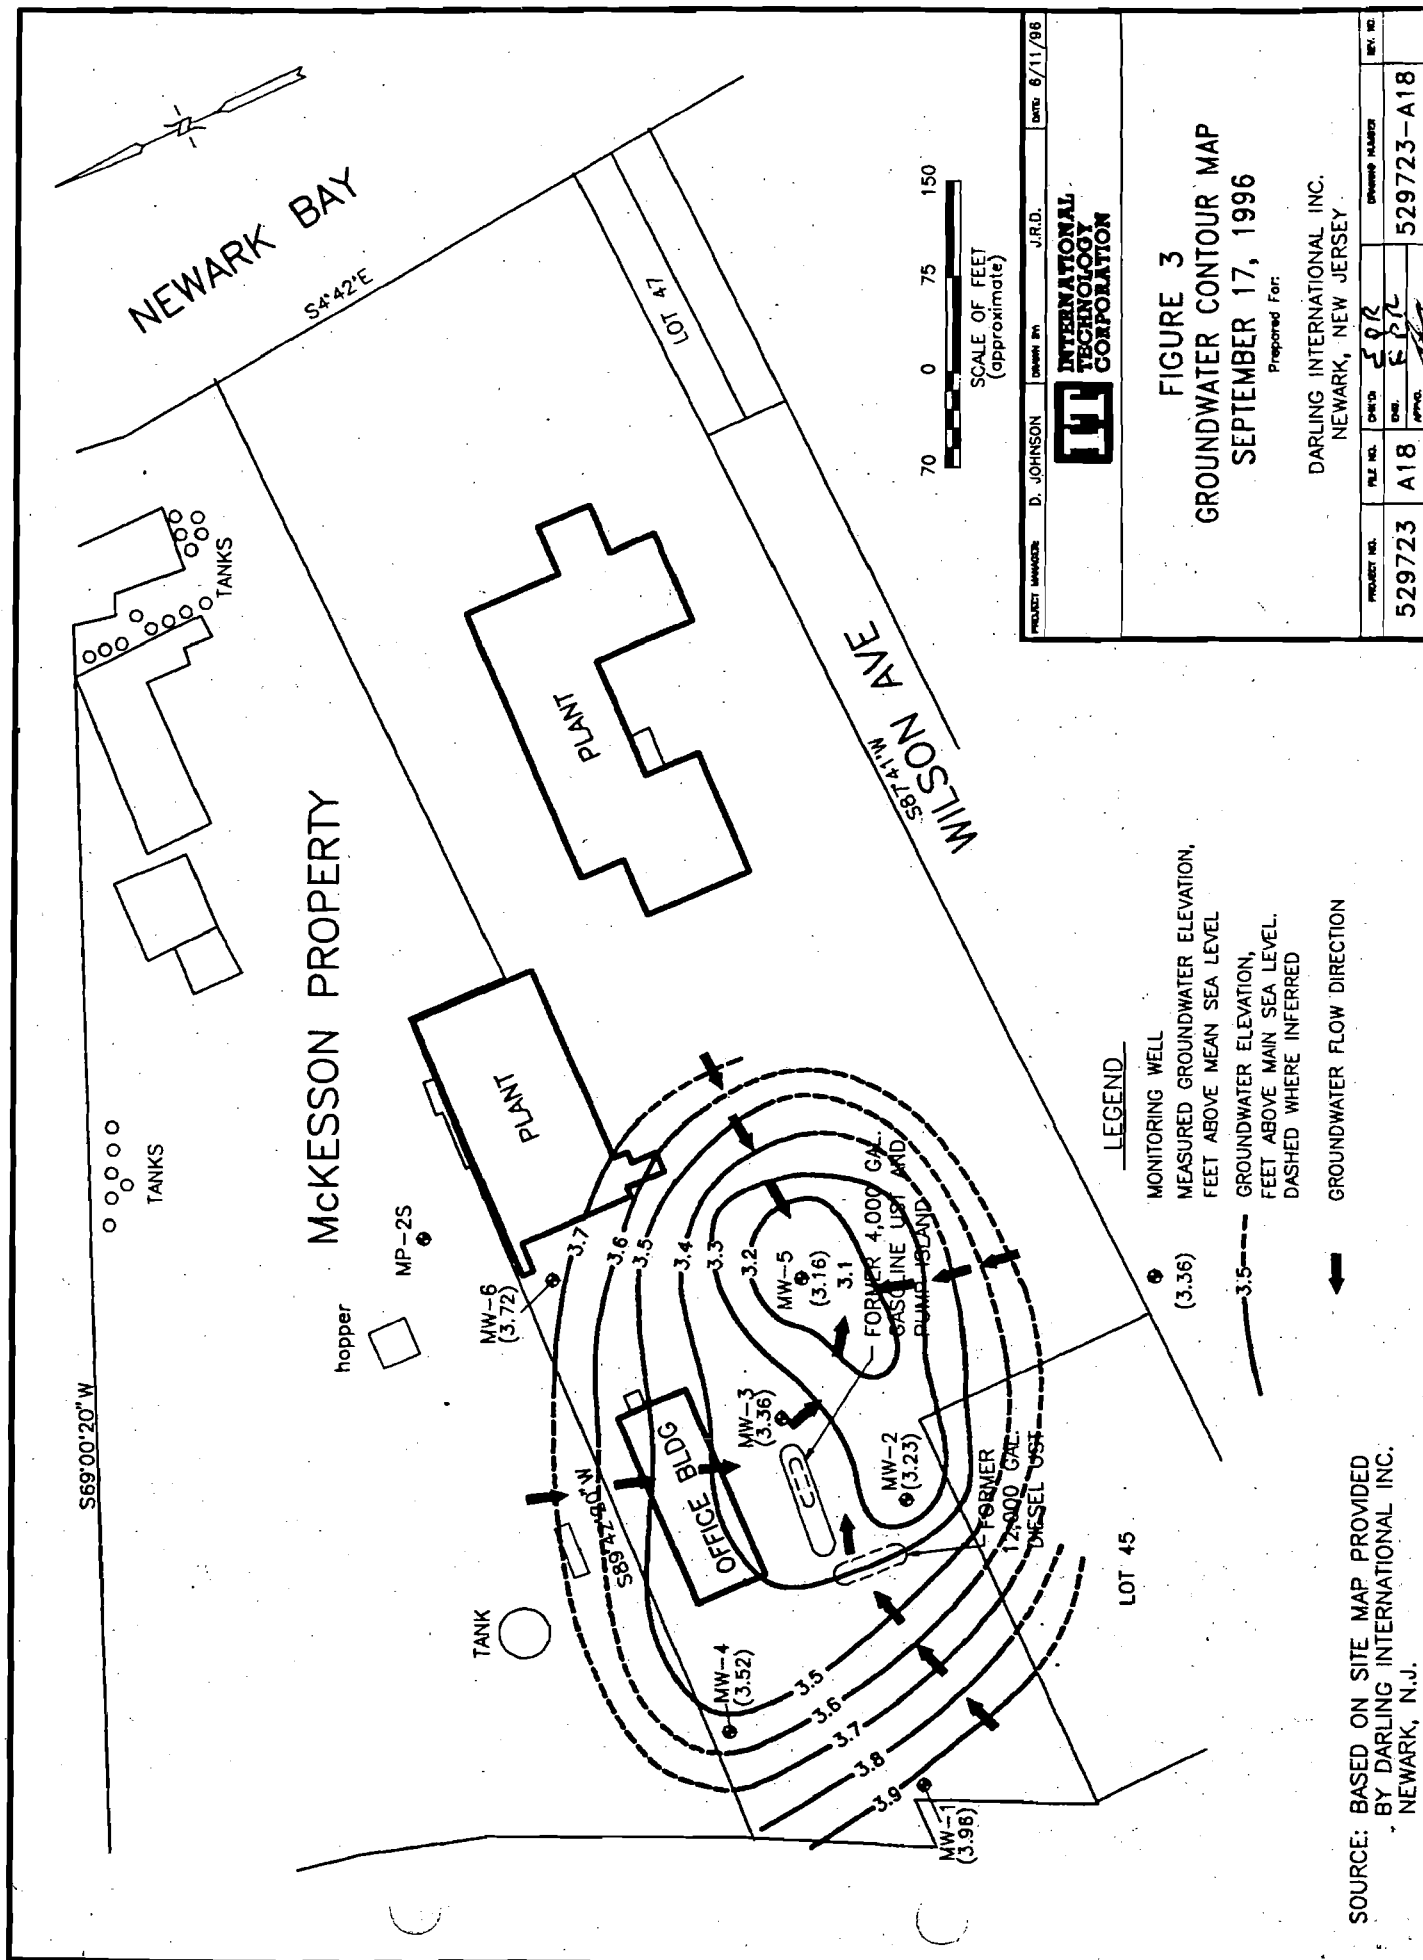 NEWARK BAY
S4°42'E
LOT 47
TANKS
McKESSON PROPERTY
PLANT
WILSON AVE
S87°41'W
S69°00'20"W
TANKS
MP-2S
hopper
PLANT
MW-6
(3.72)
3.7
3.6
3.5
3.4
3.3
3.2
MW-5
(3.16)
3.1
FORMER 4,000 GAL.
GASOLINE UST AND
PUMP ISLAND
MW-3
(3.36)
OFFICE BLDG
TANK
MW-2
(3.23)
FORMER
12,000 GAL.
DIESEL UST
LOT 45
MW-4
(3.52)
3.5
3.6
3.7
3.8
3.9
MW-1
(3.98)
70 0 75 150
SCALE OF FEET
(approximate)
LEGEND
MONITORING WELL
(3.36) MEASURED GROUNDWATER ELEVATION,
FEET ABOVE MEAN SEA LEVEL
3.5 GROUNDWATER ELEVATION,
FEET ABOVE MAIN SEA LEVEL.
DASHED WHERE INFERRED
GROUNDWATER FLOW DIRECTION
SOURCE: BASED ON SITE MAP PROVIDED
BY DARLING INTERNATIONAL INC.
NEWARK, N.J.
PROJECT MANAGER: D. JOHNSON DRAWN BY: J.R.D. DATE: 6/11/96
INTERNATIONAL
TECHNOLOGY
CORPORATION
FIGURE 3
GROUNDWATER CONTOUR MAP
SEPTEMBER 17, 1996
Prepared For:
DARLING INTERNATIONAL INC.
NEWARK, NEW JERSEY
PROJECT NO. FILE NO. CHK'D: EOR DRAWING NUMBER REV. NO.
529723 A18 ENG. EOR 529723-A18
APPVD.